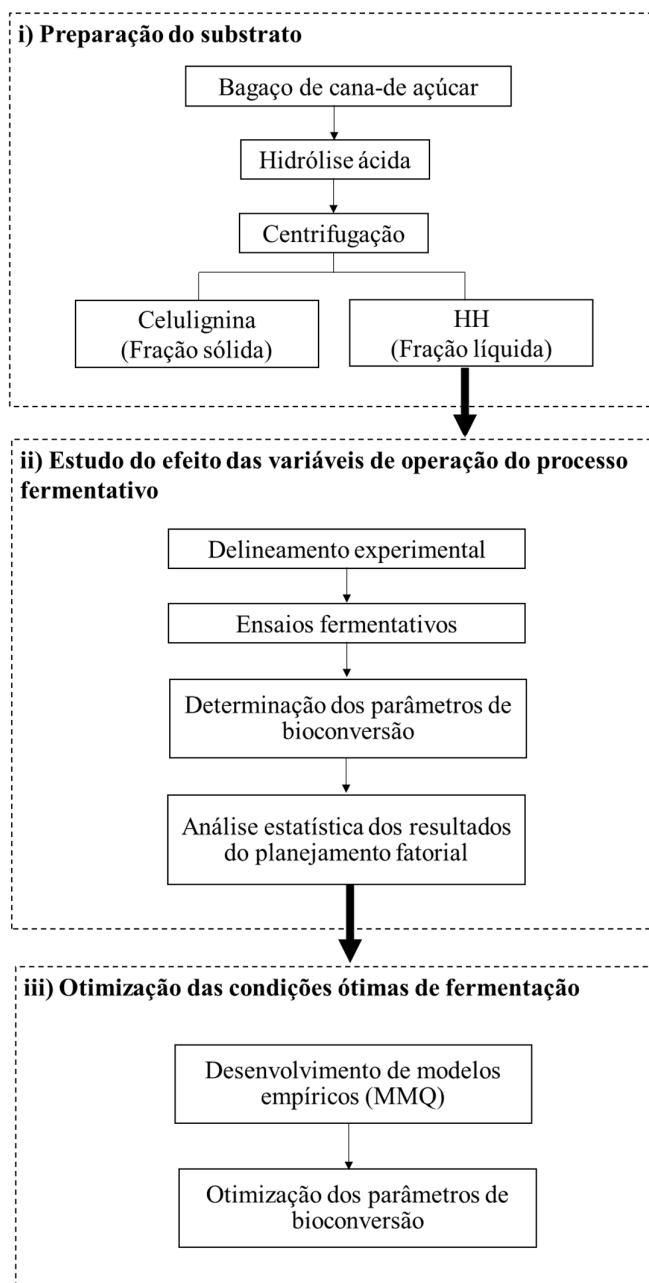 i) Preparação do substrato
Bagaço de cana-de açúcar
Hidrólise ácida
Centrifugação
Celulignina
(Fração sólida)
HH
(Fração líquida)
ii) Estudo do efeito das variáveis de operação do processo
fermentativo
Delineamento experimental
Ensaios fermentativos
Determinação dos parâmetros de
bioconversão
Análise estatística dos resultados
do planejamento fatorial
iii) Otimização das condições ótimas de fermentação
Desenvolvimento de modelos
empíricos (MMQ)
Otimização dos parâmetros de
bioconversão